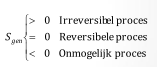 > 0 Irreversibel proces
S_gen { = 0 Reversibele proces
< 0 Onmogelijk proces